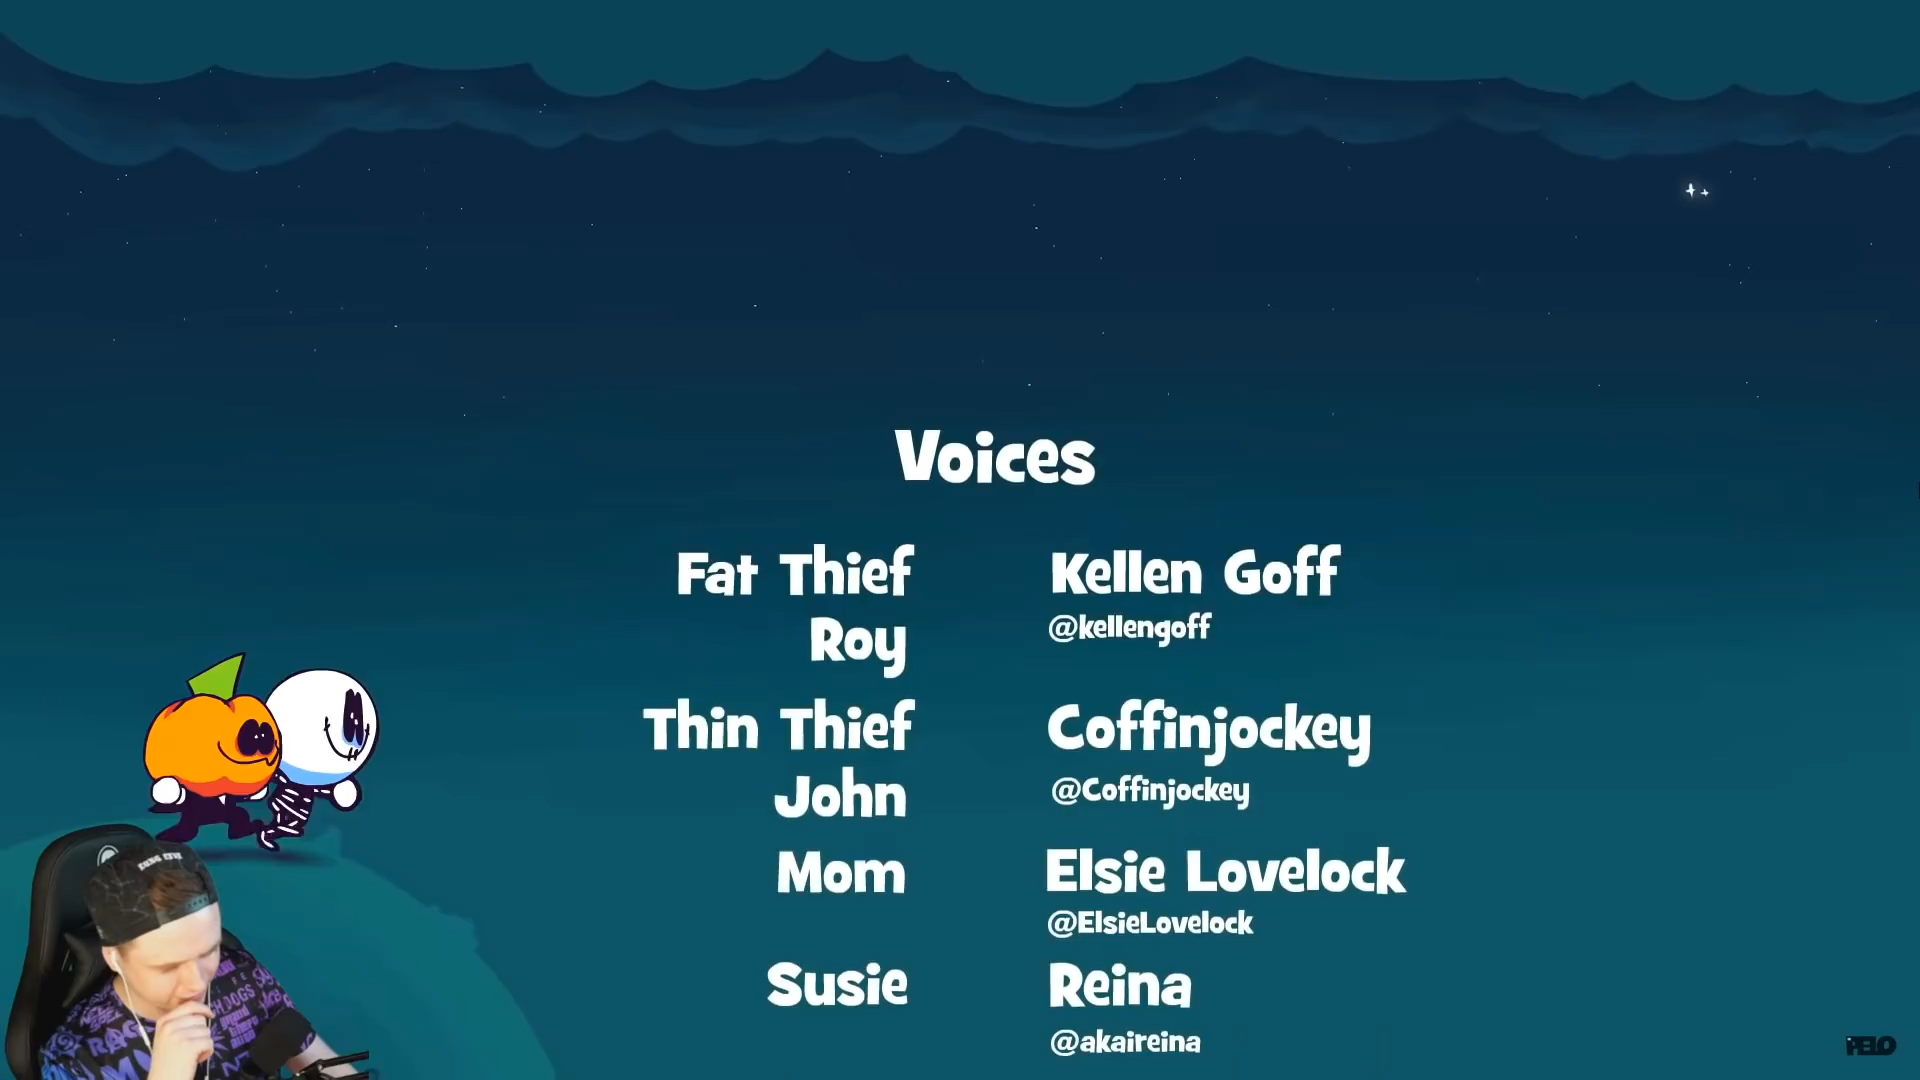 Voices
Fat Thief
Kellen Goff
@kellengoff
Roy
Thin Thief
Coffinjockey
@Coffinjockey
John
Mom
Elsie Lovelock
@ElsieLovelock
Susie
Reina
@akaireina
PELO